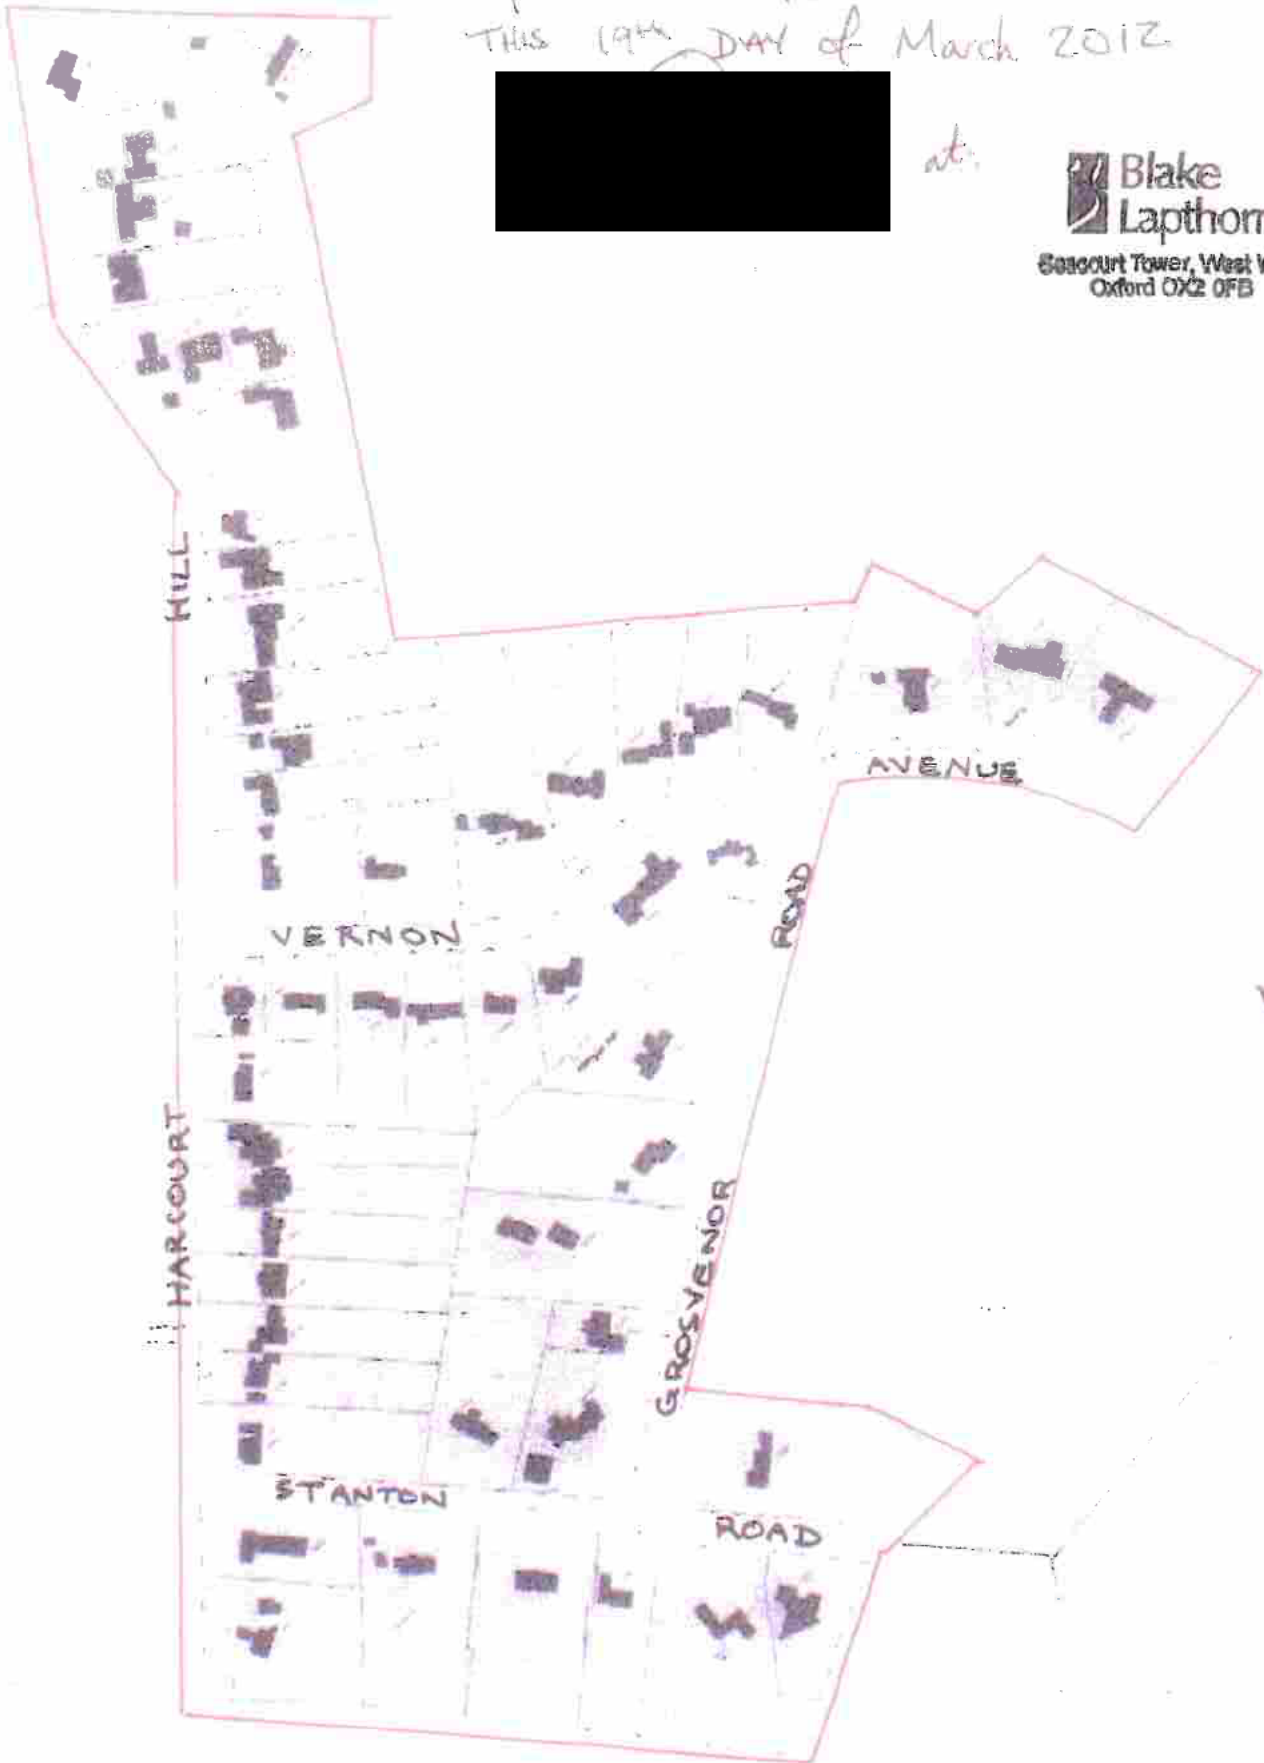 THIS 19th DAY of March 2012
at
Blake
Lapthorn
Seacourt Tower, West
Oxford OX2 0FB
HILL
AVENUE
ROAD
VERNON
HARCOURT
GROSVENOR
STANTON
ROAD